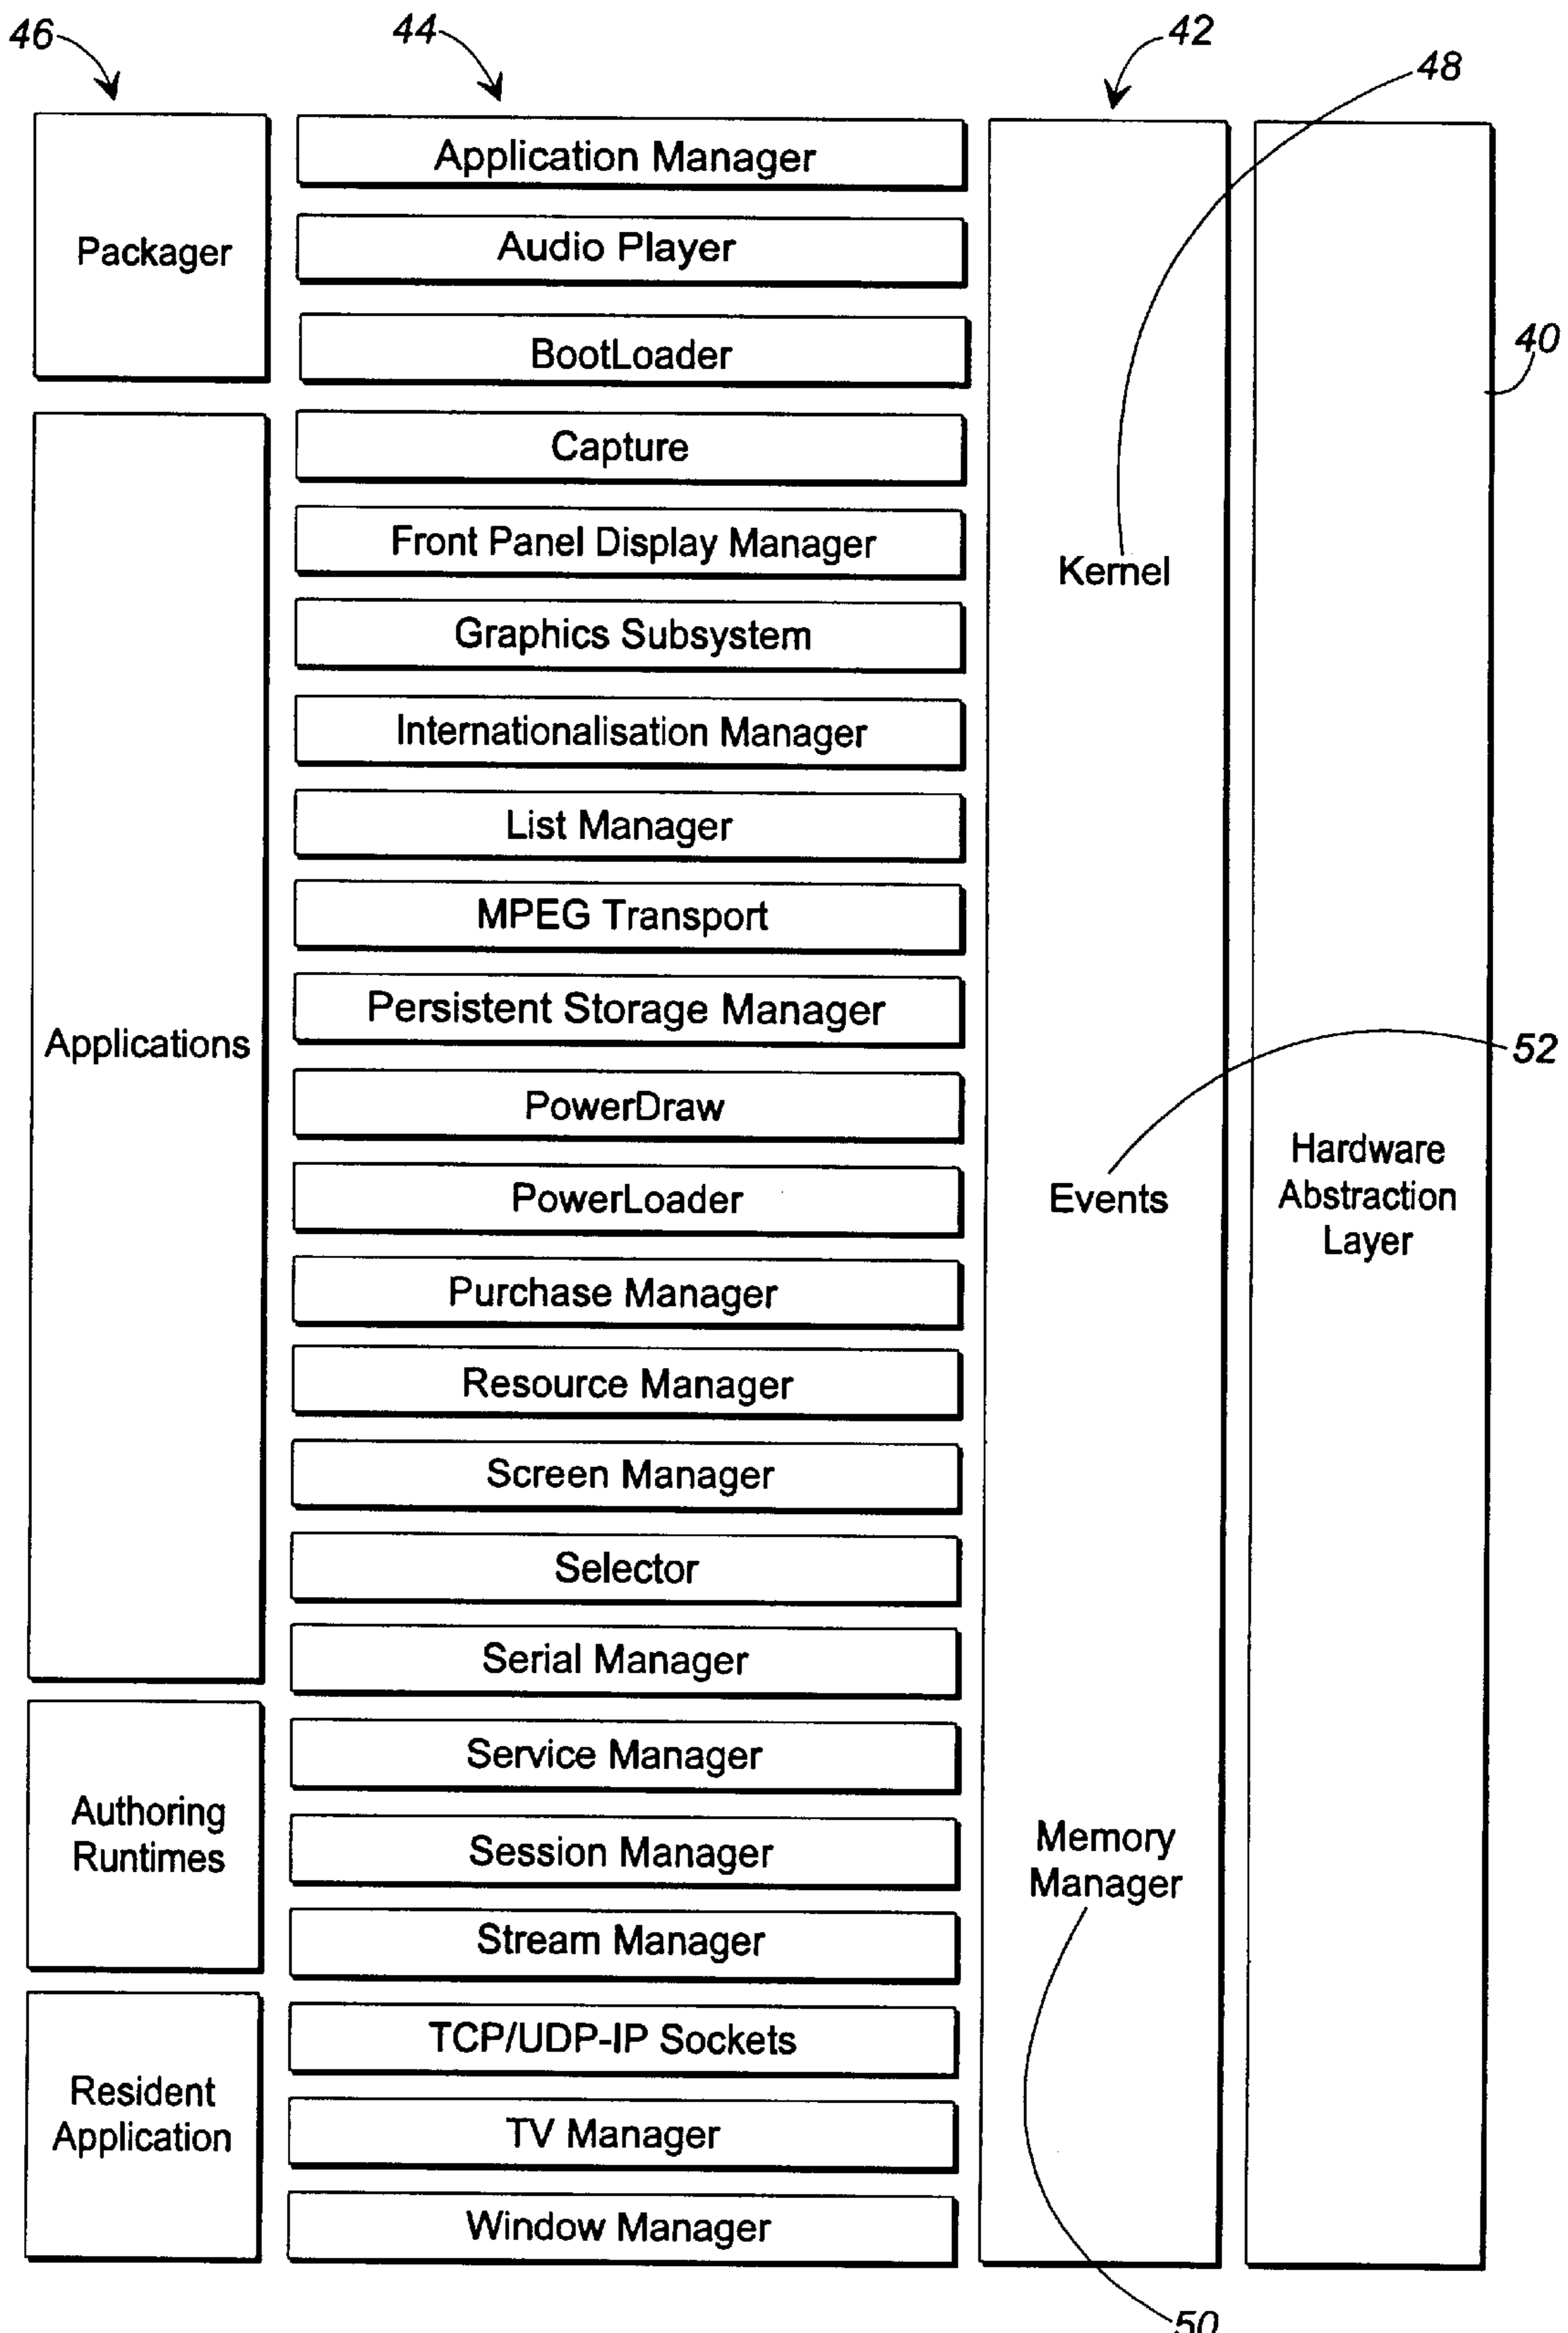 46
44
42
48
40
Packager
Applications
Authoring
Runtimes
Resident
Application
Application Manager
Audio Player
BootLoader
Capture
Front Panel Display Manager
Graphics Subsystem
Internationalisation Manager
List Manager
MPEG Transport
Persistent Storage Manager
PowerDraw
PowerLoader
Purchase Manager
Resource Manager
Screen Manager
Selector
Serial Manager
Service Manager
Session Manager
Stream Manager
TCP/UDP-IP Sockets
TV Manager
Window Manager
Kernel
Events
Memory
Manager
Hardware
Abstraction
Layer
52
50